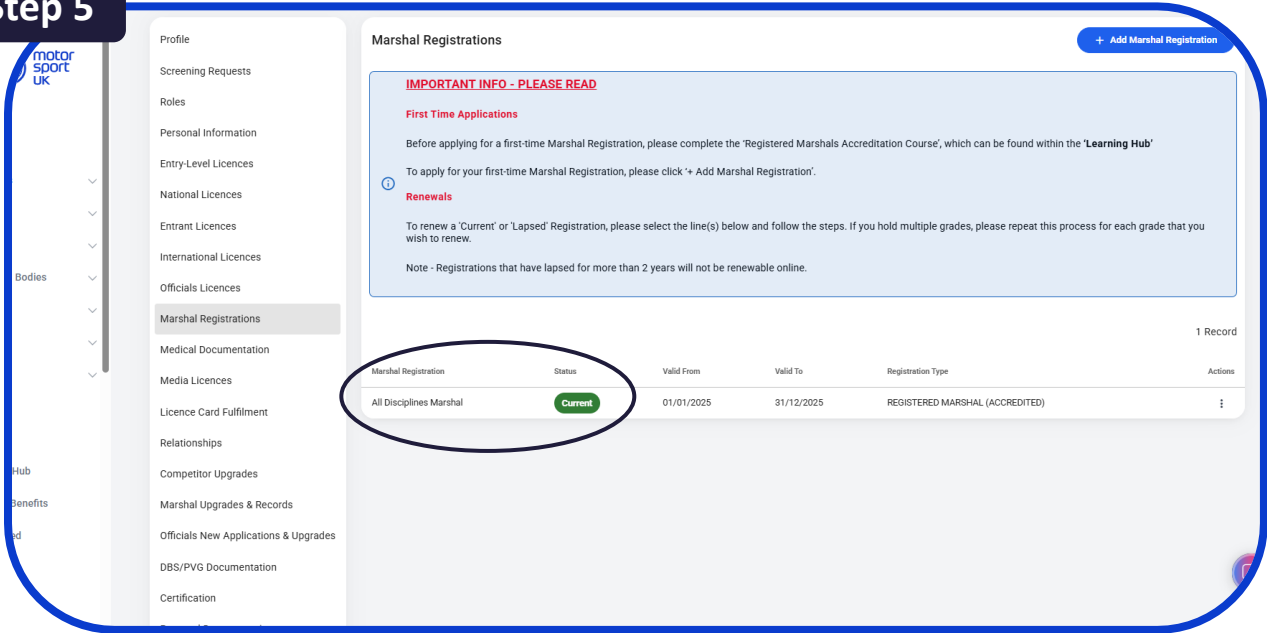 Step 5
motor
sport
UK
Bodies
Hub
Benefits
Profile
Screening Requests
Roles
Personal Information
Entry-Level Licences
National Licences
Entrant Licences
International Licences
Officials Licences
Marshal Registrations
Medical Documentation
Media Licences
Licence Card Fulfilment
Relationships
Competitor Upgrades
Marshal Upgrades & Records
Officials New Applications & Upgrades
DBS/PVG Documentation
Certification
Marshal Registrations
+ Add Marshal Registration
IMPORTANT INFO - PLEASE READ
First Time Applications
Before applying for a first-time Marshal Registration, please complete the 'Registered Marshals Accreditation Course', which can be found within the 'Learning Hub'
To apply for your first-time Marshal Registration, please click '+ Add Marshal Registration'.
Renewals
To renew a 'Current' or 'Lapsed' Registration, please select the line(s) below and follow the steps. If you hold multiple grades, please repeat this process for each grade that you
wish to renew.
Note - Registrations that have lapsed for more than 2 years will not be renewable online.
1 Record
Marshal Registration Status Valid From Valid To Registration Type Actions
All Disciplines Marshal Current 01/01/2025 31/12/2025 REGISTERED MARSHAL (ACCREDITED)